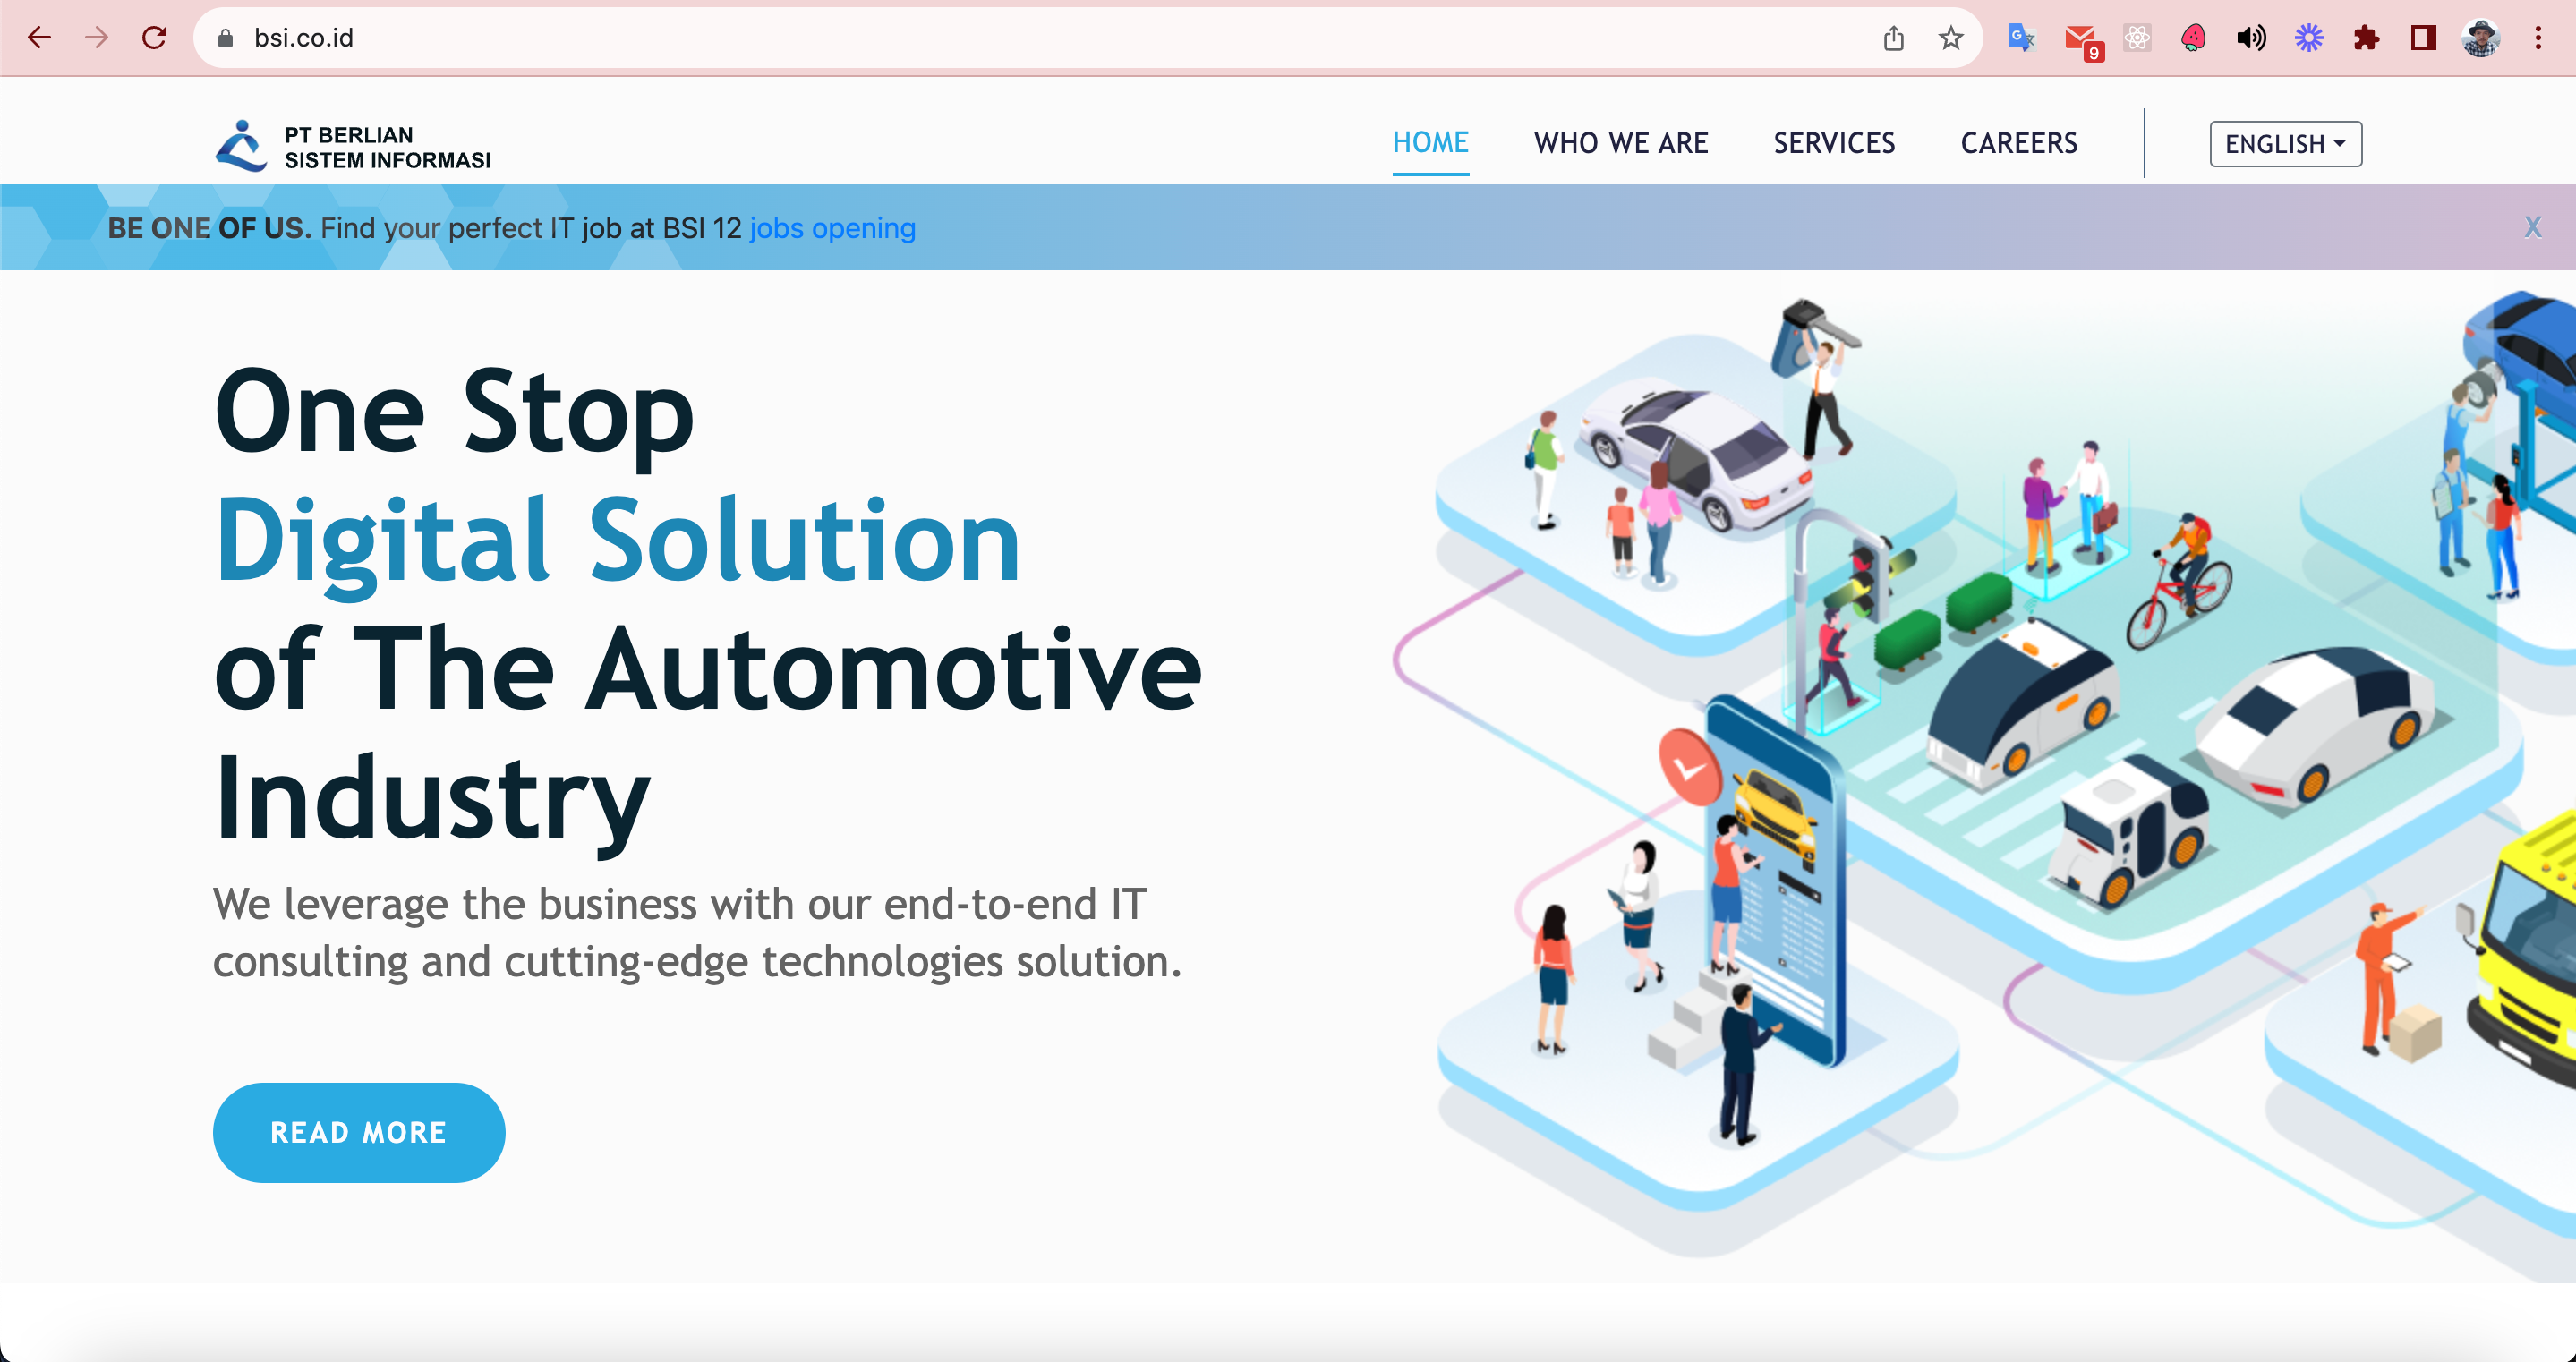 bsi.co.id
9
PT BERLIAN
SISTEM INFORMASI
HOME
WHO WE ARE
SERVICES
CAREERS
ENGLISH
BE ONE OF US. Find your perfect IT job at BSI 12 jobs opening
X
One Stop
Digital Solution
of The Automotive
Industry
We leverage the business with our end-to-end IT
consulting and cutting-edge technologies solution.
READ MORE